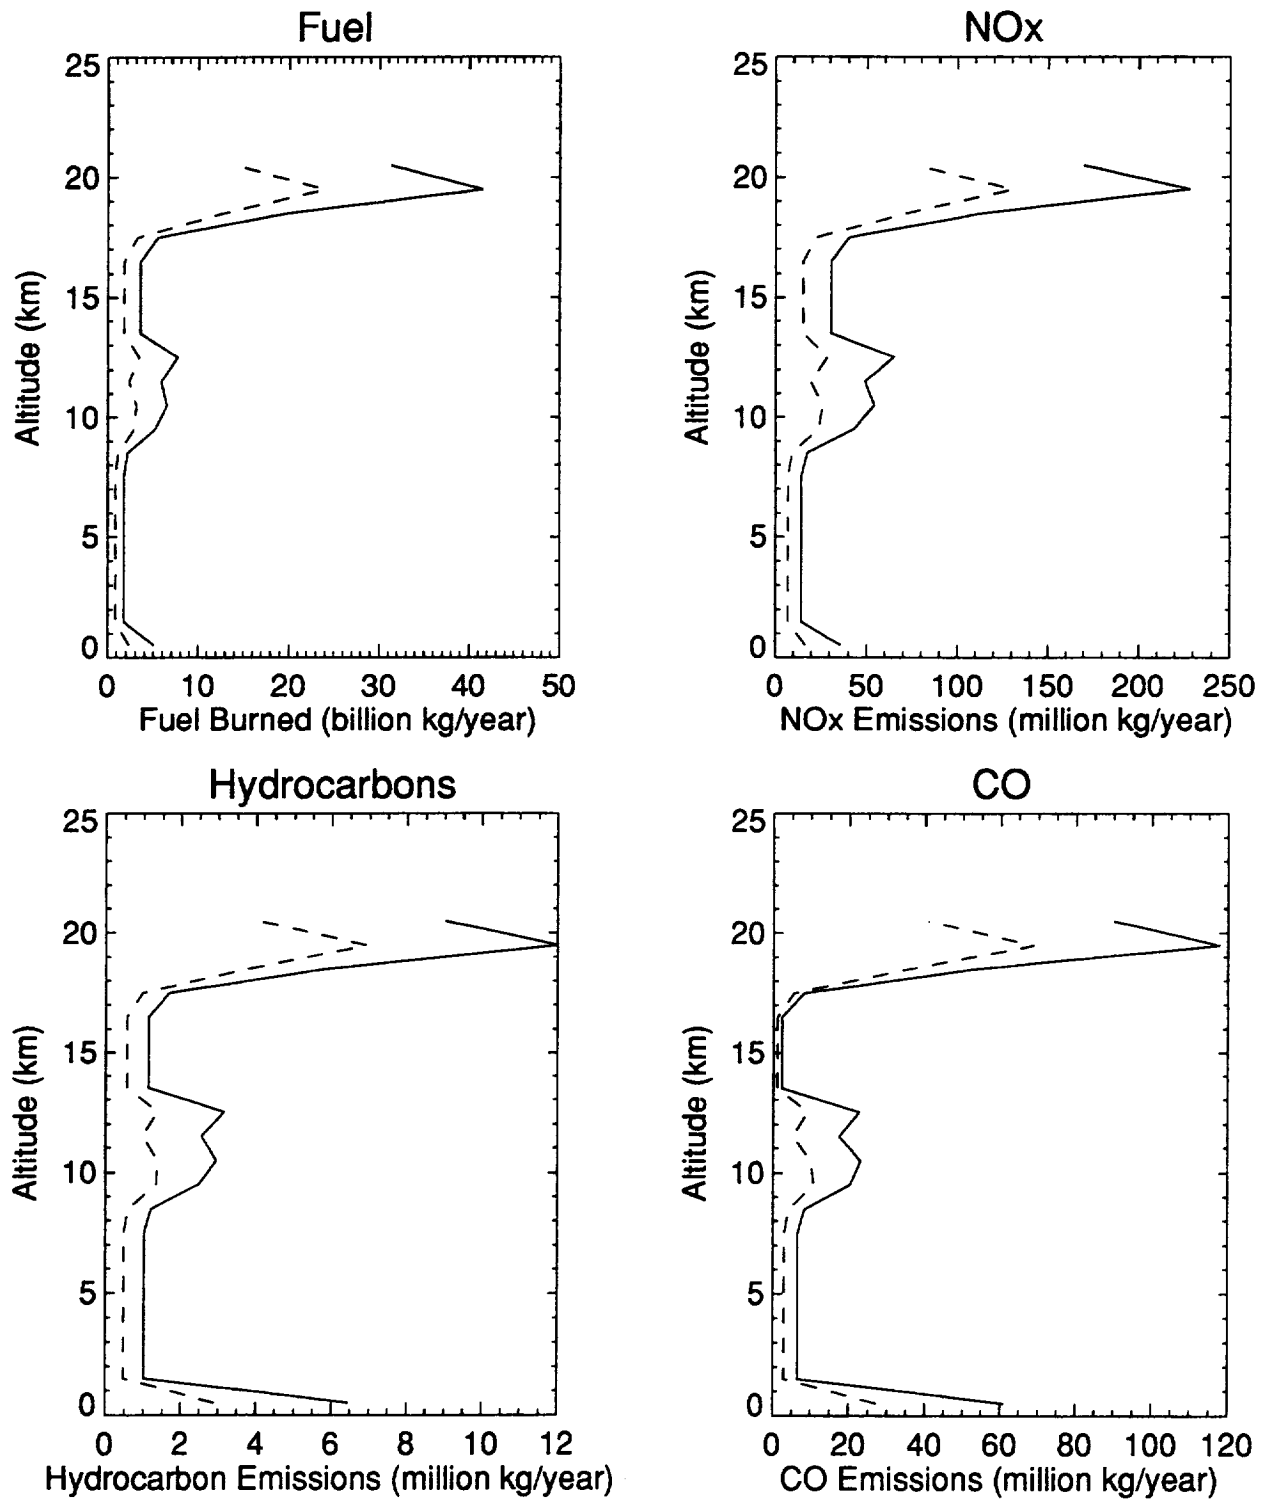 Fuel
NOx
25
20
15
10
5
0
Altitude (km)
0 10 20 30 40 50
Fuel Burned (billion kg/year)
25
20
15
10
5
0
Altitude (km)
0 50 100 150 200 250
NOx Emissions (million kg/year)
Hydrocarbons
CO
25
20
15
10
5
0
Altitude (km)
0 2 4 6 8 10 12
Hydrocarbon Emissions (million kg/year)
25
20
15
10
5
0
Altitude (km)
0 20 40 60 80 100 120
CO Emissions (million kg/year)